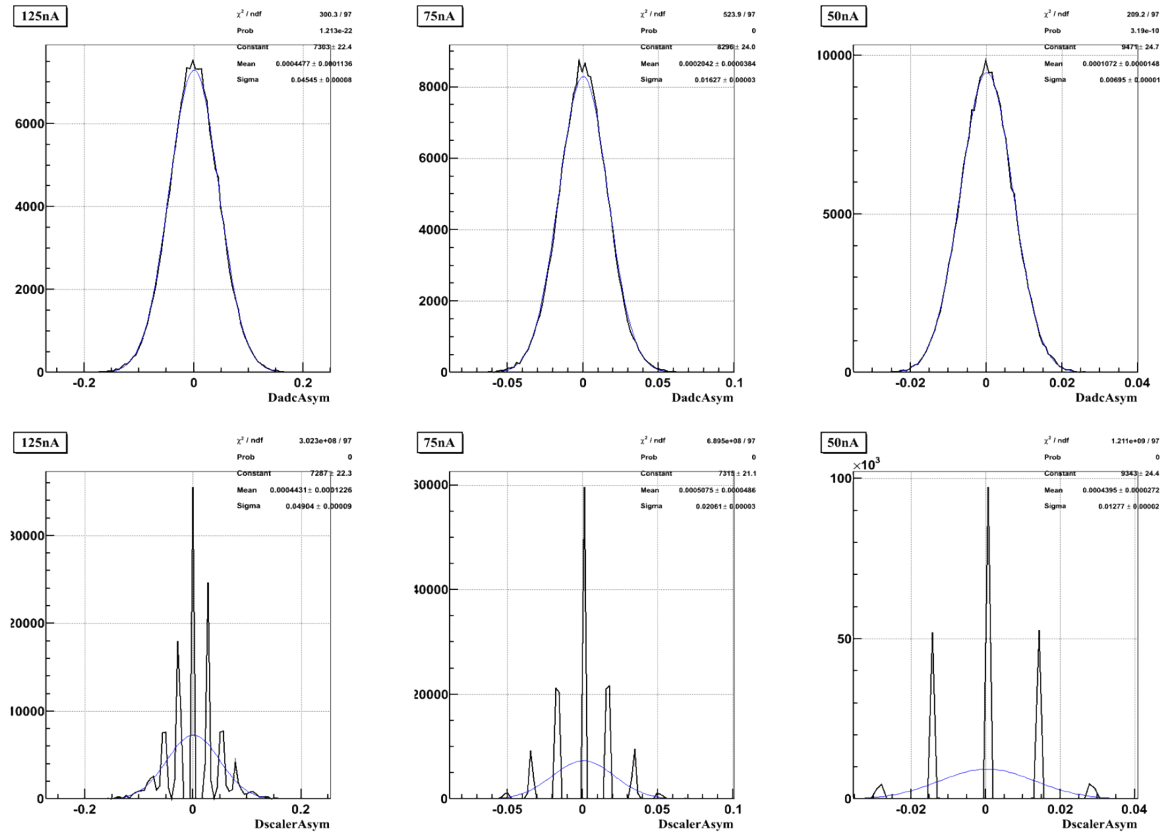 125nA
χ² / ndf 300.3 / 97
Prob 1.213e-22
Constant 7303 ± 22.4
Mean 0.0004477 ± 0.0001136
Sigma 0.04545 ± 0.00008
6000
4000
2000
0
-0.2 0 0.2
DadcAsym
75nA
χ² / ndf 523.9 / 97
Prob 0
Constant 8296 ± 24.0
Mean 0.0002042 ± 0.0000384
Sigma 0.01627 ± 0.00003
8000
6000
4000
2000
0
-0.05 0 0.05 0.1
DadcAsym
50nA
χ² / ndf 209.2 / 97
Prob 3.19e-10
Constant 9471 ± 24.7
Mean 0.0001072 ± 0.0000148
Sigma 0.00695 ± 0.00001
10000
5000
0
-0.02 0 0.02 0.04
DadcAsym
125nA
χ² / ndf 3.023e+08 / 97
Prob 0
Constant 7287 ± 22.3
Mean 0.0004431 ± 0.0001226
Sigma 0.04904 ± 0.00009
30000
20000
10000
0
-0.2 0 0.2
DscalerAsym
75nA
χ² / ndf 6.895e+08 / 97
Prob 0
Constant 7315 ± 21.1
Mean 0.0005075 ± 0.0000486
Sigma 0.02061 ± 0.00003
60000
40000
20000
0
-0.05 0 0.05 0.1
DscalerAsym
50nA
χ² / ndf 1.211e+09 / 97
Prob 0
Constant 9343 ± 24.4
Mean 0.0004395 ± 0.0000272
Sigma 0.01277 ± 0.00002
×10³
100
50
0
-0.02 0 0.02 0.04
DscalerAsym